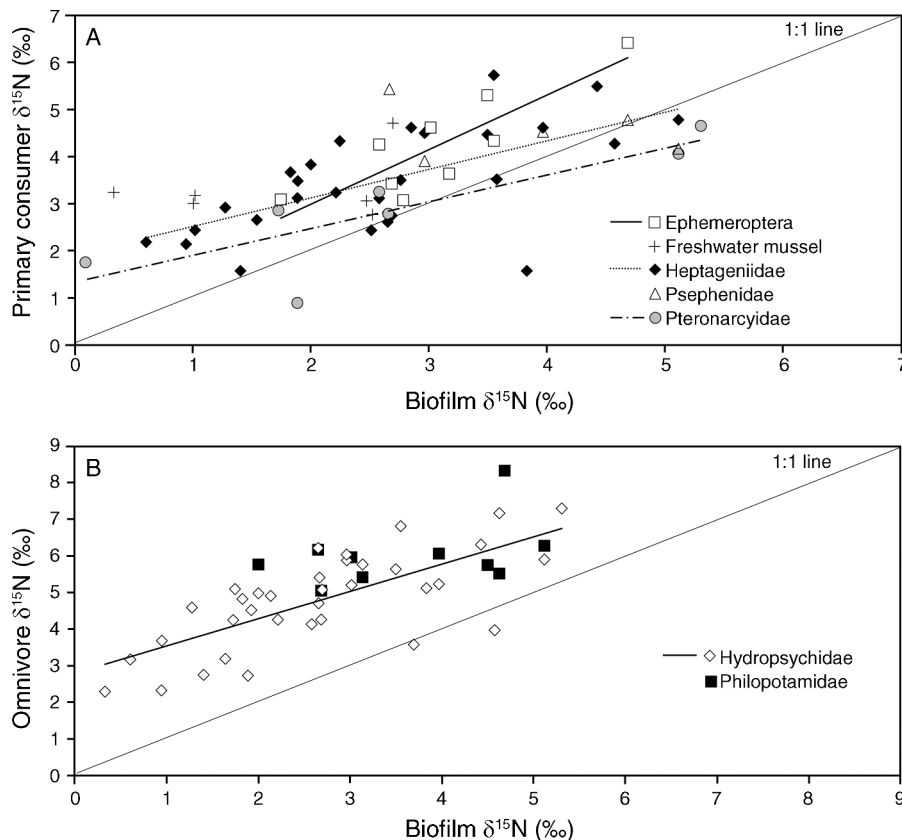 A
1:1 line
Primary consumer δ¹⁵N (‰)
7
6
5
4
3
2
1
0
Ephemeroptera
Freshwater mussel
Heptageniidae
Psephenidae
Pteronarcyidae
0 1 2 3 4 5 6 7
Biofilm δ¹⁵N (‰)
B
1:1 line
Omnivore δ¹⁵N (‰)
9
8
7
6
5
4
3
2
1
0
Hydropsychidae
Philopotamidae
0 1 2 3 4 5 6 7 8 9
Biofilm δ¹⁵N (‰)